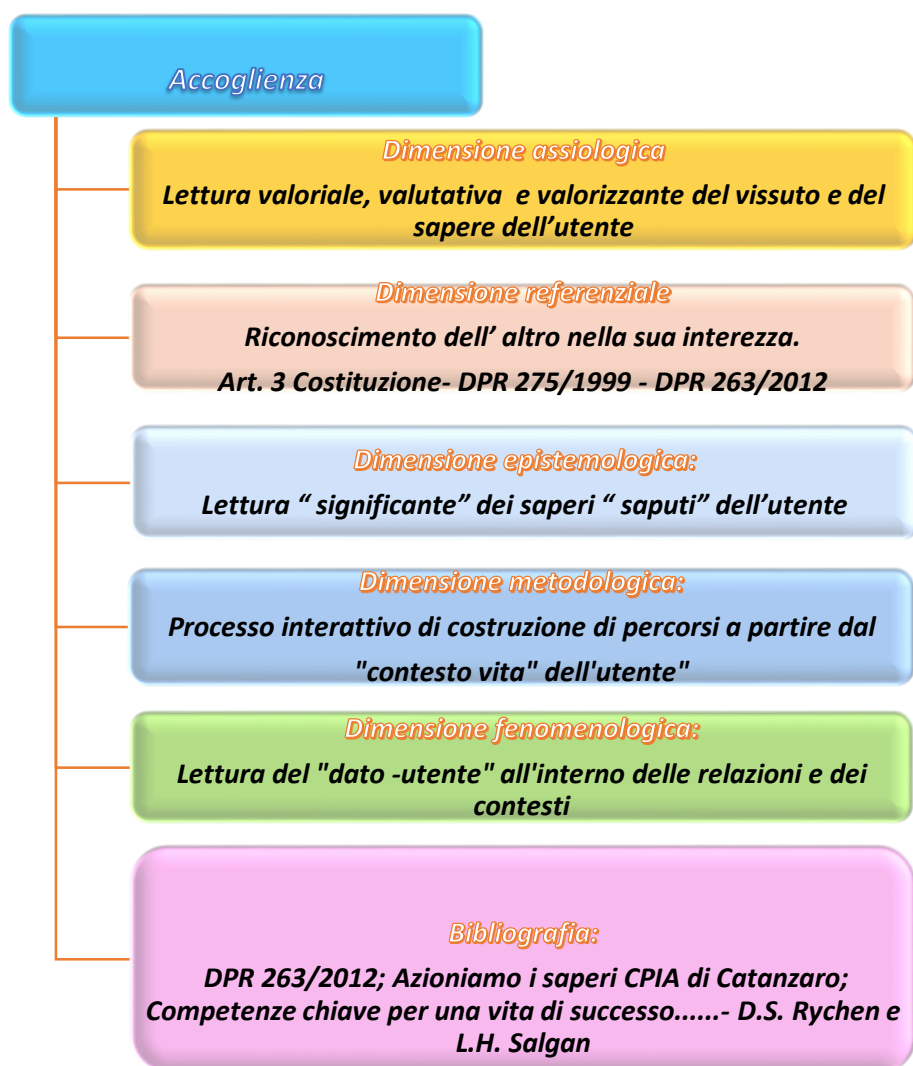 Accoglienza
Dimensione assiologica
Lettura valoriale, valutativa e valorizzante del vissuto e del
sapere dell'utente
Dimensione referenziale
Riconoscimento dell' altro nella sua interezza.
Art. 3 Costituzione- DPR 275/1999 - DPR 263/2012
Dimensione epistemologica:
Lettura “ significante” dei saperi “ saputi” dell’utente
Dimensione metodologica:
Processo interattivo di costruzione di percorsi a partire dal
"contesto vita" dell'utente"
Dimensione fenomenologica:
Lettura del "dato -utente" all'interno delle relazioni e dei
contesti
Bibliografia:
DPR 263/2012; Azioniamo i saperi CPIA di Catanzaro;
Competenze chiave per una vita di successo......- D.S. Rychen e
L.H. Salgan